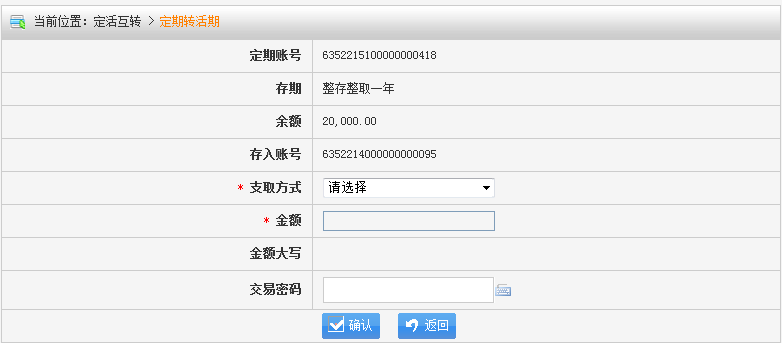 当前位置：定活互转 > 定期转活期
定期账号 6352215100000000418
存期 整存整取一年
余额 20,000.00
存入账号 6352214000000000095
* 支取方式 请选择
* 金额
金额大写
交易密码
确认 返回